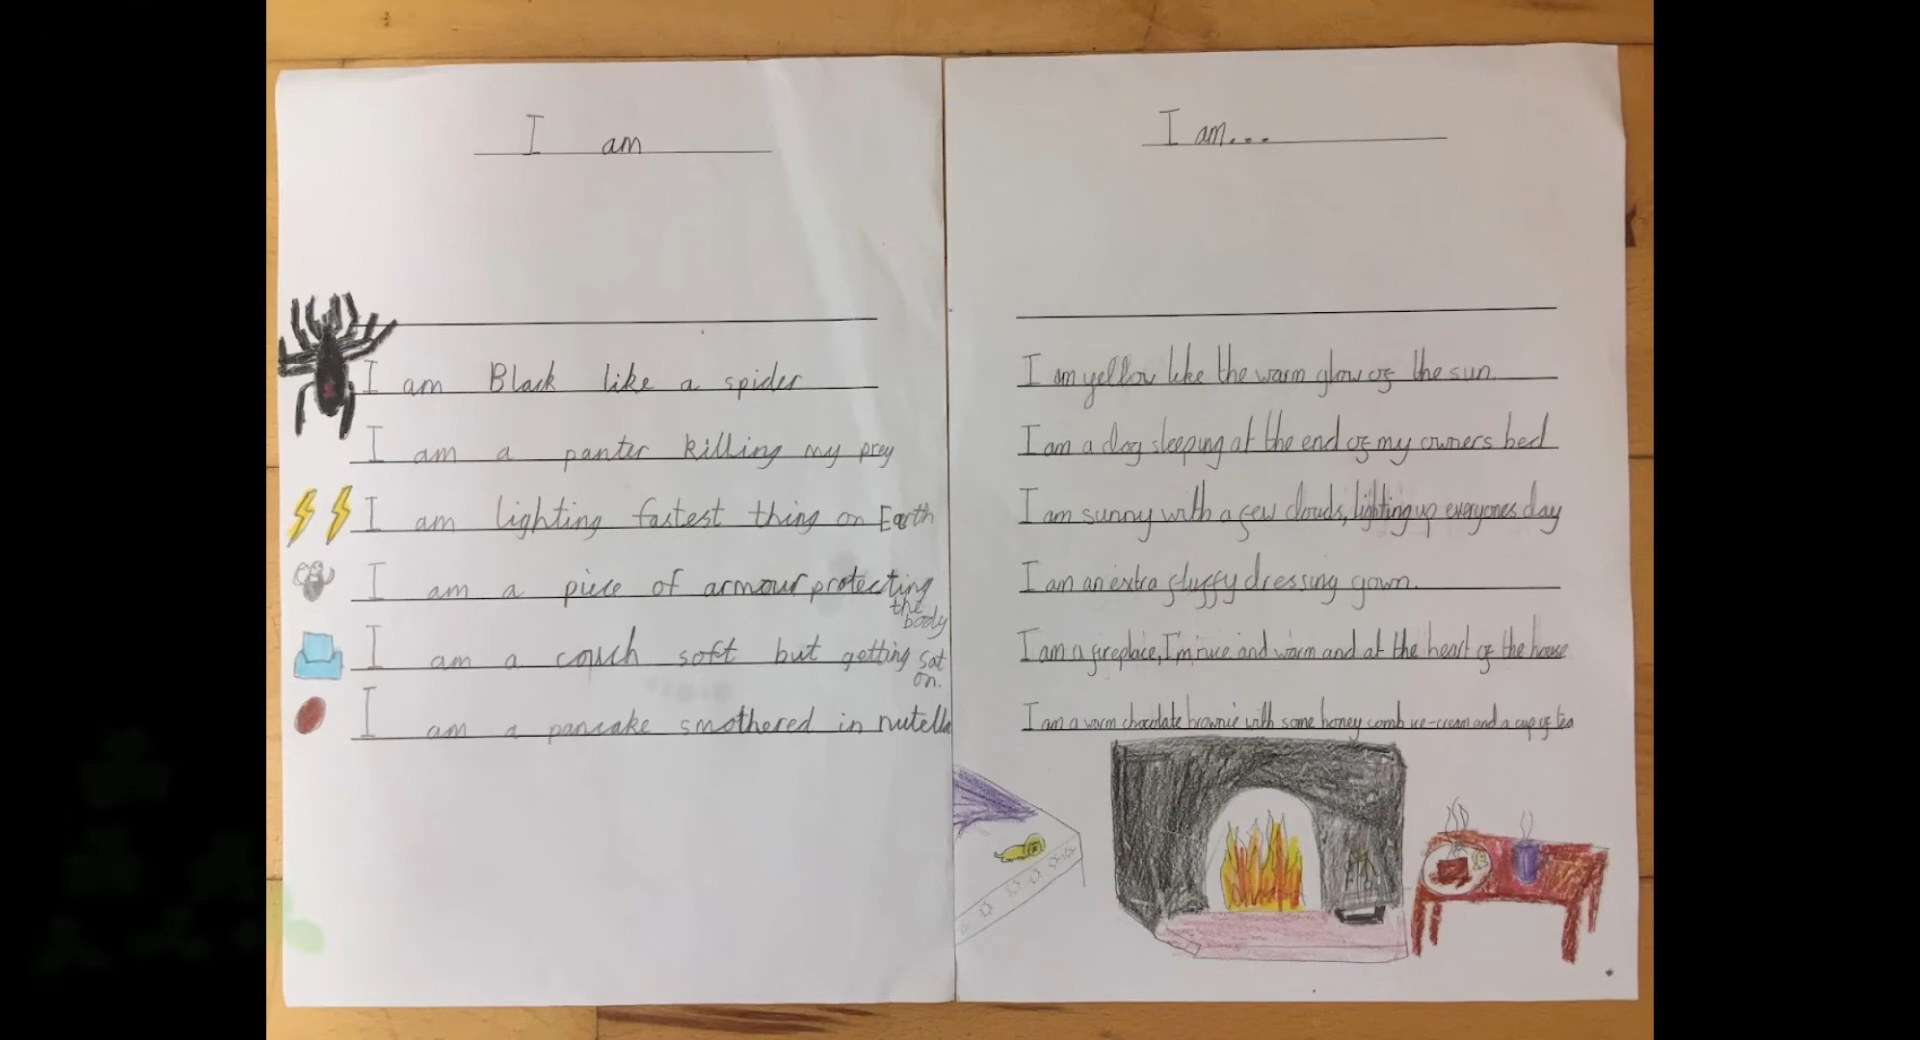 I am
I am Black like a spider
I am a panter killing my prey
I am lighting fastest thing on Earth
I am a piece of armour protecting
the
body
I am a couch soft but getting sat
on.
I am a pancake smothered in nutella
I am...
I am yellow like the warm glow of the sun.
I am a dog sleeping at the end of my owners bed
I am sunny with a few clouds, lighting up everyones day
I am an extra fluffy dressing gown.
I am a fireplace, I'm nice and warm and at the heart of the house
I am a warm chocolate brownie with some honey comb ice-cream and a cup of tea